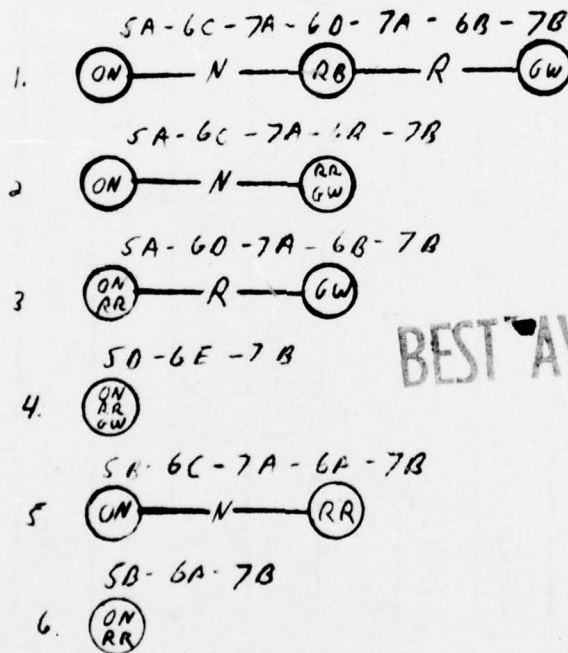 5A-6C-7A-6D-7A-6B-7B
1. ON N RB R GW
5A-6C-7A-6A-7B
2 ON N RR GW
5A-6D-7A-6B-7B
3 ON RR R GW
BEST AV
5D-6E-7B
4. ON RR GW
6C-7A-6A-7B
5 ON N RR
5B-6A-7B
6. ON RR